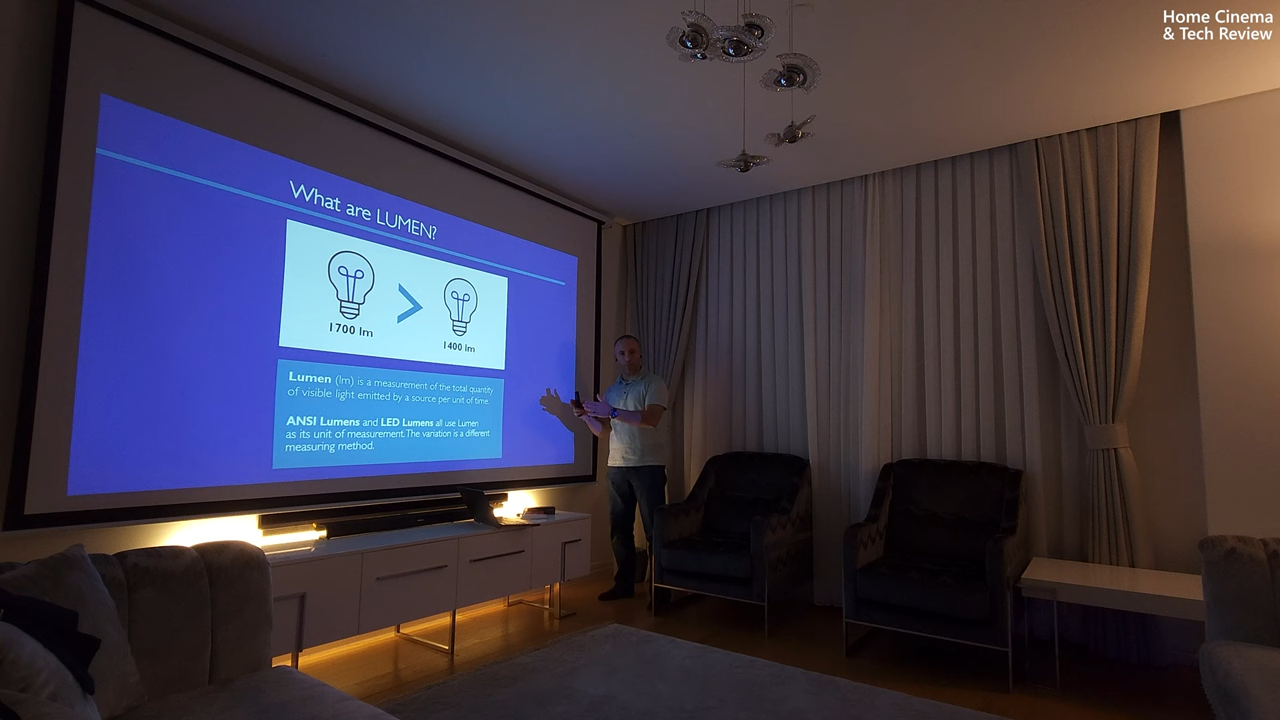 Home Cinema
& Tech Review
What are LUMEN?
1700 lm
>
1400 lm
Lumen (lm) is a measurement of the total quantity
of visible light emitted by a source per unit of time.
ANSI Lumens and LED Lumens all use Lumen
as its unit of measurement. The variation is a different
measuring method.